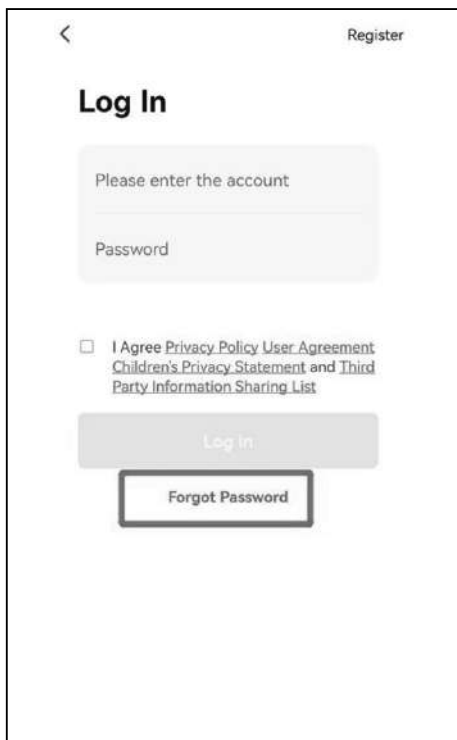 Register
Log In
Please enter the account
Password
I Agree Privacy Policy User Agreement
Children's Privacy Statement and Third
Party Information Sharing List
Log In
Forgot Password